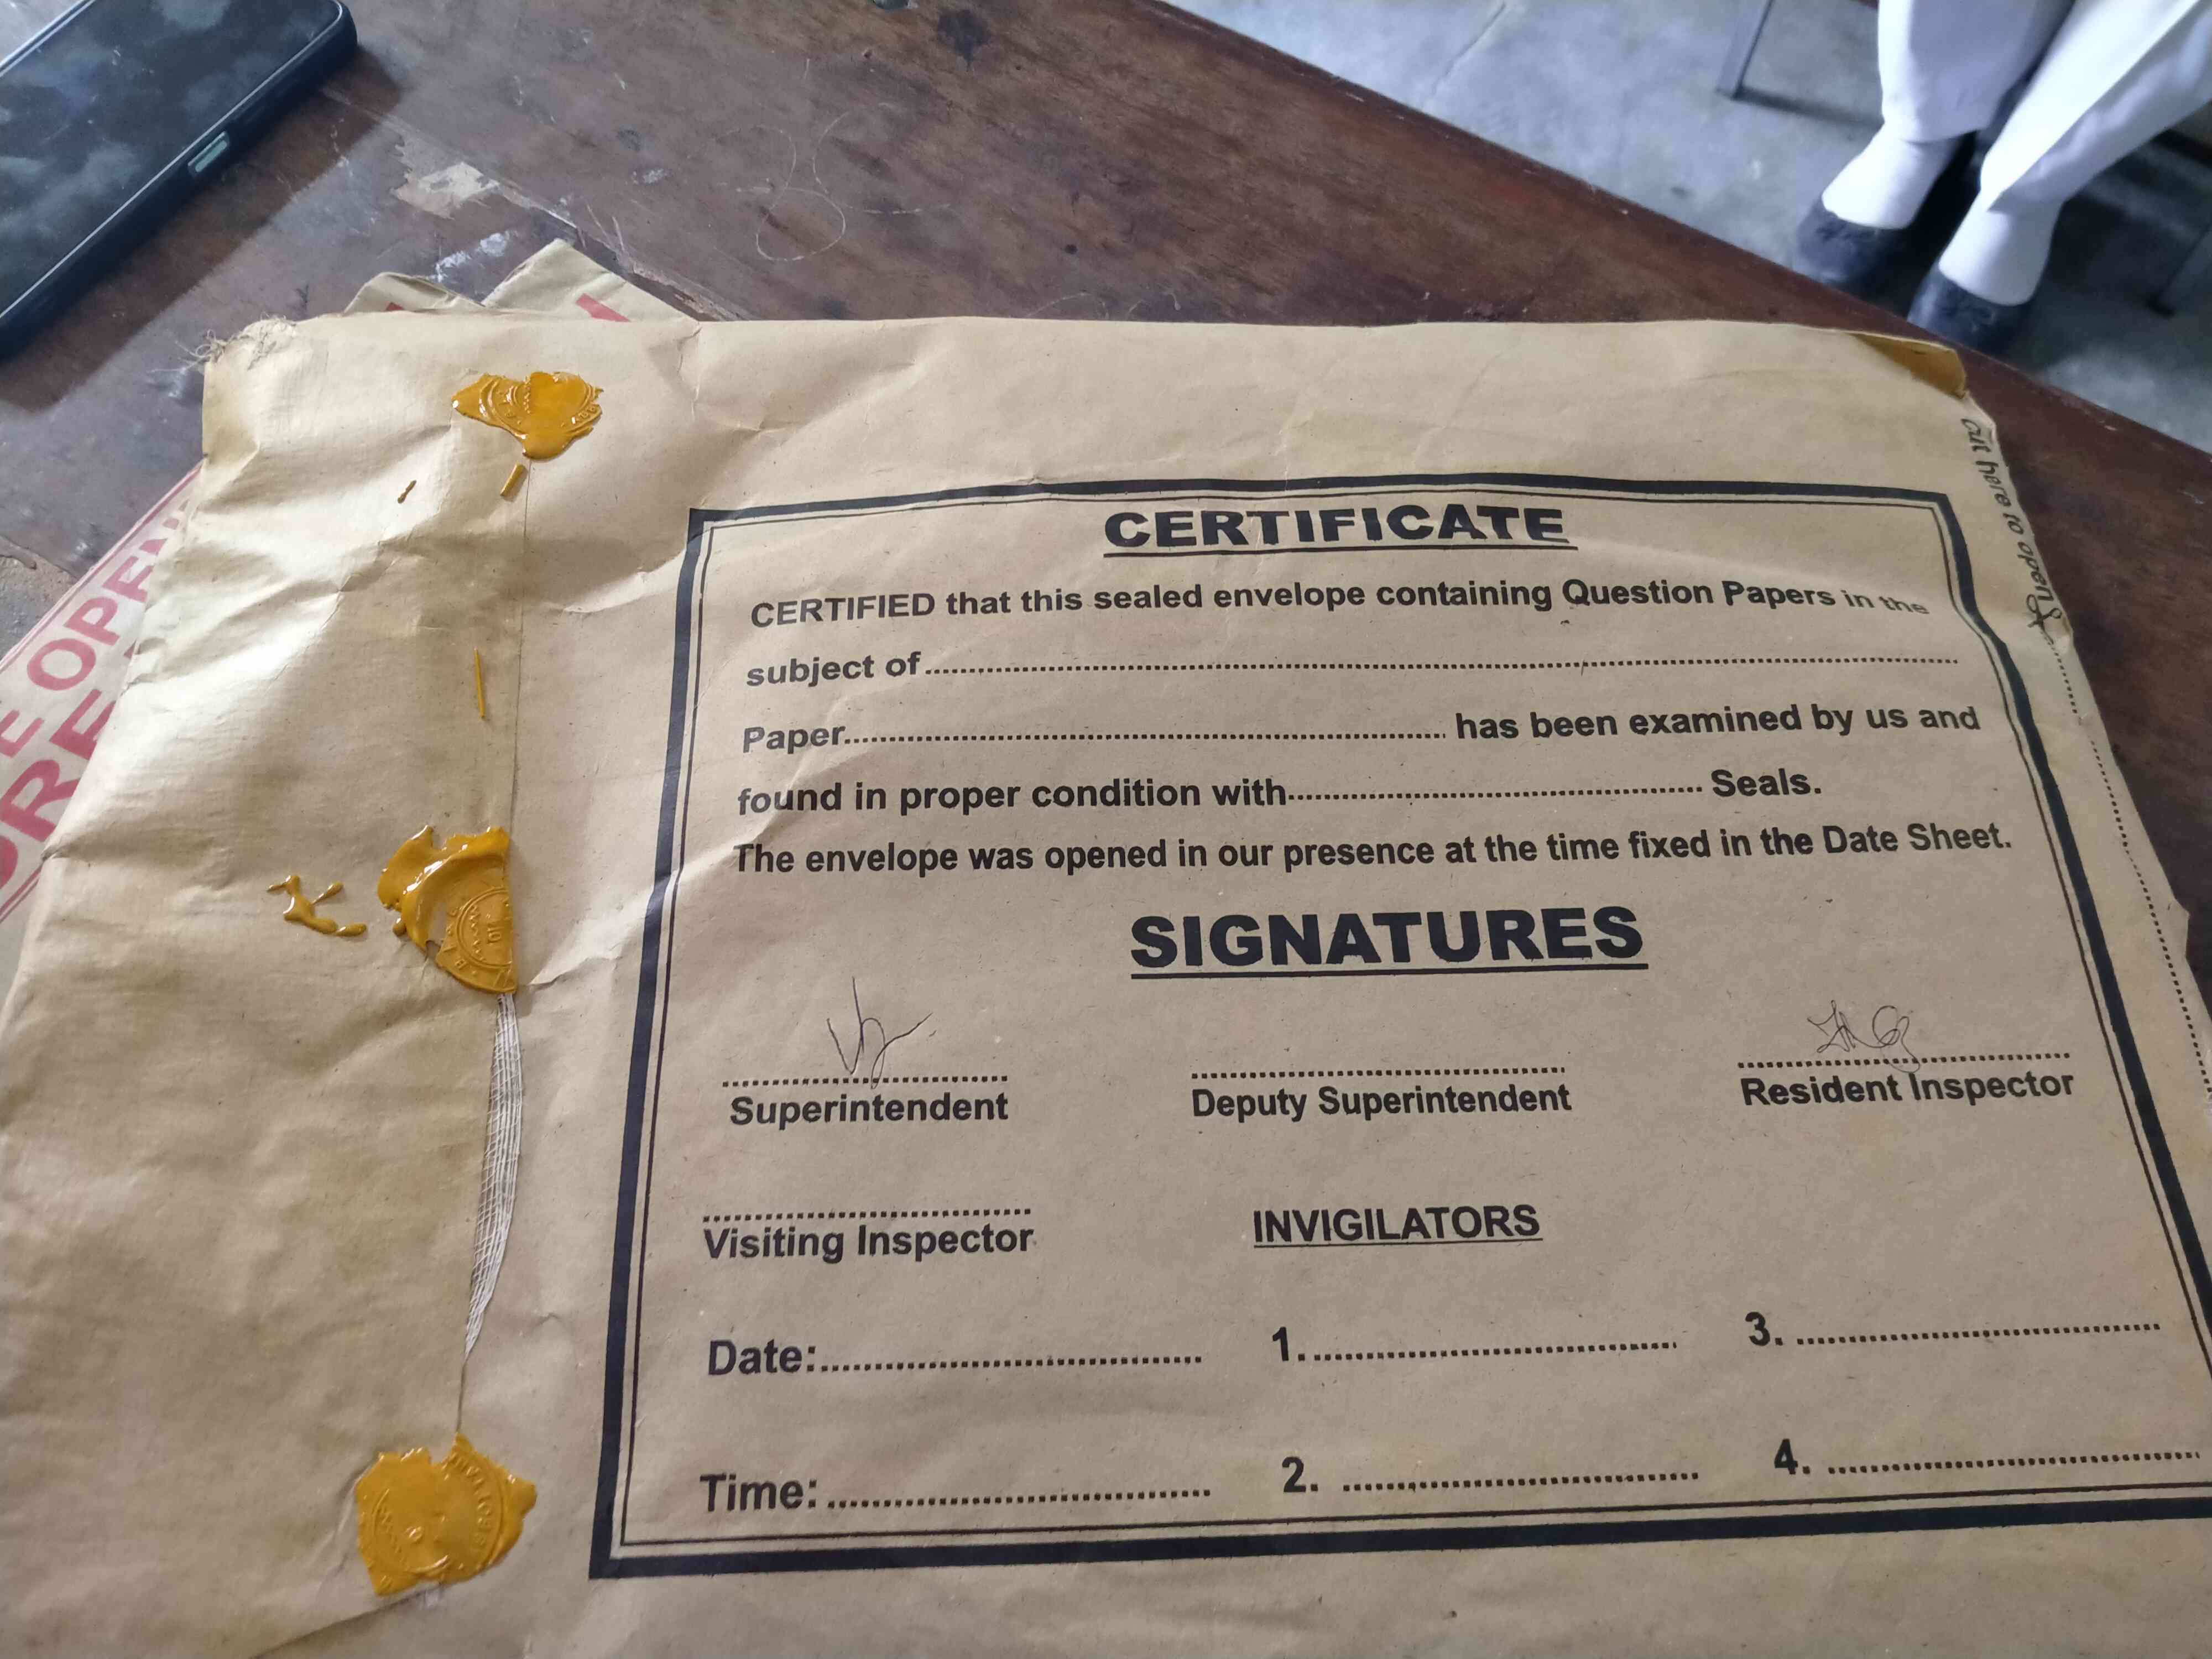 CERTIFICATE
CERTIFIED that this sealed envelope containing Question Papers in the
subject of
Paper has been examined by us and
found in proper condition with Seals.
The envelope was opened in our presence at the time fixed in the Date Sheet.
SIGNATURES
Superintendent
Deputy Superintendent
Resident Inspector
Visiting Inspector
INVIGILATORS
Date:
1.
3.
Time:
2.
4.
Cut here to open